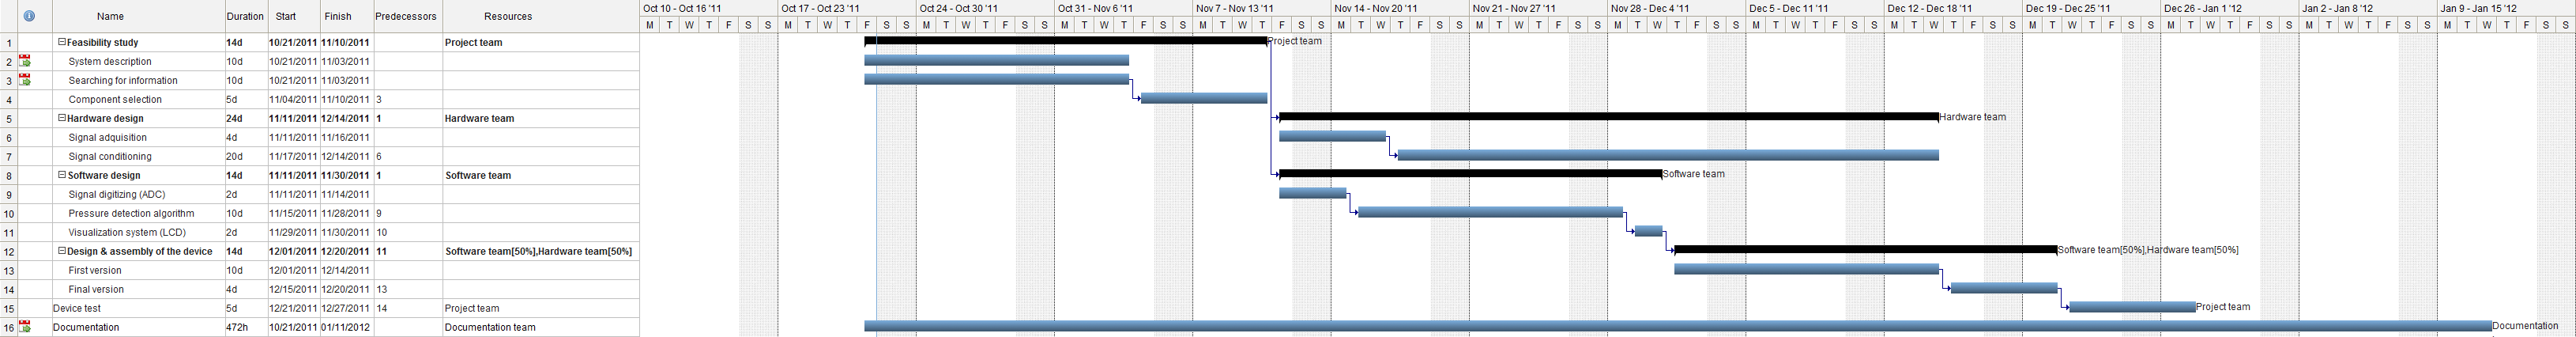 Name Duration Start Finish Predecessors Resources
Oct 10 - Oct 16 '11 Oct 17 - Oct 23 '11 Oct 24 - Oct 30 '11 Oct 31 - Nov 6 '11 Nov 7 - Nov 13 '11 Nov 14 - Nov 20 '11 Nov 21 - Nov 27 '11 Nov 28 - Dec 4 '11 Dec 5 - Dec 11 '11 Dec 12 - Dec 18 '11 Dec 19 - Dec 25 '11 Dec 26 - Jan 1 '12 Jan 2 - Jan 8 '12 Jan 9 - Jan 15 '12
M T W T F S S M T W T F S S M T W T F S S M T W T F S S M T W T F S S M T W T F S S M T W T F S S M T W T F S S M T W T F S S M T W T F S S M T W T F S S M T W T F S S M T W T F S S M T W T F S S
1 Feasibility study 14d 10/21/2011 11/10/2011 Project team Project team
2 System description 10d 10/21/2011 11/03/2011
3 Searching for information 10d 10/21/2011 11/03/2011
4 Component selection 5d 11/04/2011 11/10/2011 3
5 Hardware design 24d 11/11/2011 12/14/2011 1 Hardware team Hardware team
6 Signal adquisition 4d 11/11/2011 11/16/2011
7 Signal conditioning 20d 11/17/2011 12/14/2011 6
8 Software design 14d 11/11/2011 11/30/2011 1 Software team Software team
9 Signal digitizing (ADC) 2d 11/11/2011 11/14/2011
10 Pressure detection algorithm 10d 11/15/2011 11/28/2011 9
11 Visualization system (LCD) 2d 11/29/2011 11/30/2011 10
12 Design & assembly of the device 14d 12/01/2011 12/20/2011 11 Software team[50%],Hardware team[50%] Software team[50%],Hardware team[50%]
13 First version 10d 12/01/2011 12/14/2011
14 Final version 4d 12/15/2011 12/20/2011 13
15 Device test 5d 12/21/2011 12/27/2011 14 Project team Project team
16 Documentation 472h 10/21/2011 01/11/2012 Documentation team Documentation